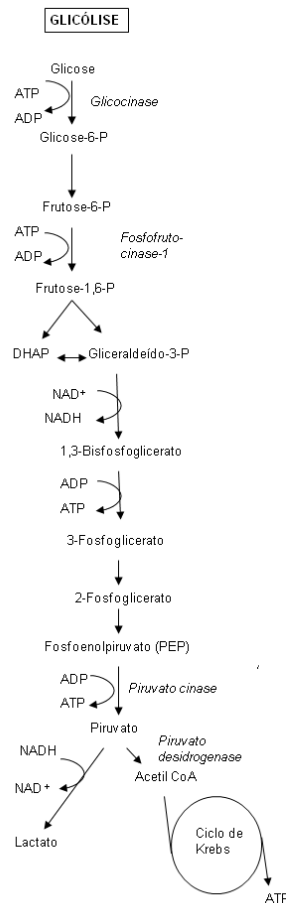 GLICÓLISE
Glicose
ATP
Glicocinase
ADP
Glicose-6-P
Frutose-6-P
ATP
Fosfofruto-
cinase-1
ADP
Frutose-1,6-P
DHAP
Gliceraldeído-3-P
NAD+
NADH
1,3-Bisfosfoglicerato
ADP
ATP
3-Fosfoglicerato
2-Fosfoglicerato
Fosfoenolpiruvato (PEP)
ADP
Piruvato cinase
ATP
Piruvato
NADH
Piruvato
desidrogenase
NAD+
Acetil CoA
Lactato
Ciclo de
Krebs
ATP